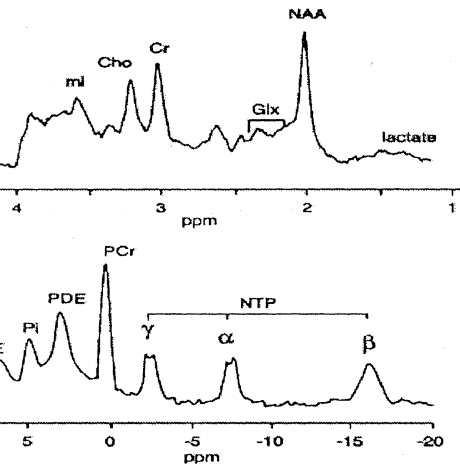 NAA
Cr
Cho
mI
Glx
lactate
4 3 2 1
ppm
PCr
PDE
Pi
E
NTP
γ α β
5 0 -5 -10 -15 -20
ppm